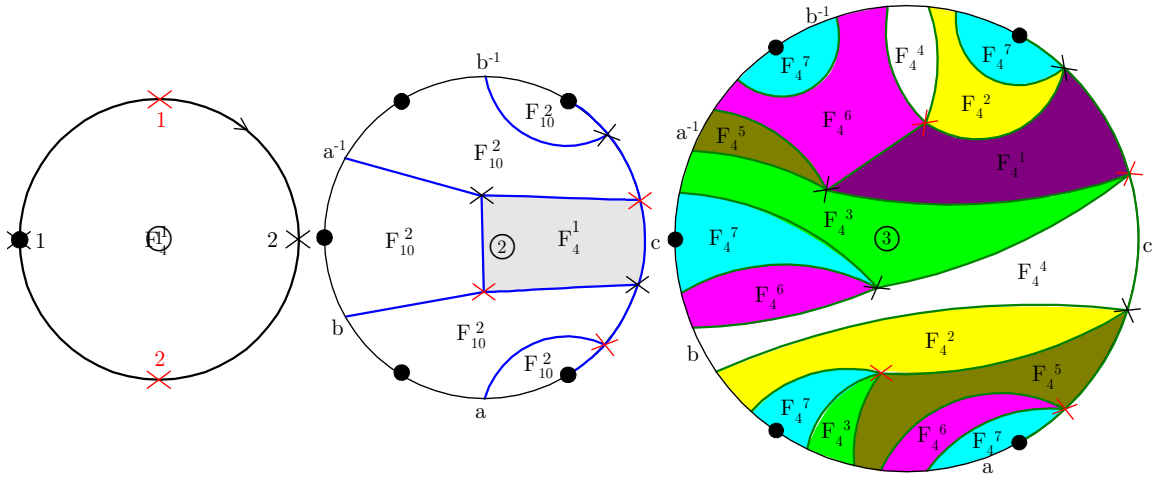 1
1
F₄¹ ①
2
2
b⁻¹
F₁₀²
F₁₀²
a⁻¹
F₁₀²
②
F₄¹
c
b
F₁₀²
F₁₀²
a
b⁻¹
F₄⁷
F₄⁴
F₄⁷
F₄²
F₄⁶
a⁻¹
F₄⁵
F₄¹
F₄³
③
F₄⁷
c
F₄⁴
F₄⁶
b
F₄²
F₄⁵
F₄⁷
F₄³
F₄⁶
F₄⁷
a